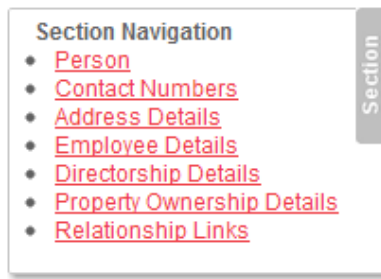 Section Navigation
Person
Contact Numbers
Address Details
Employee Details
Directorship Details
Property Ownership Details
Relationship Links
Section